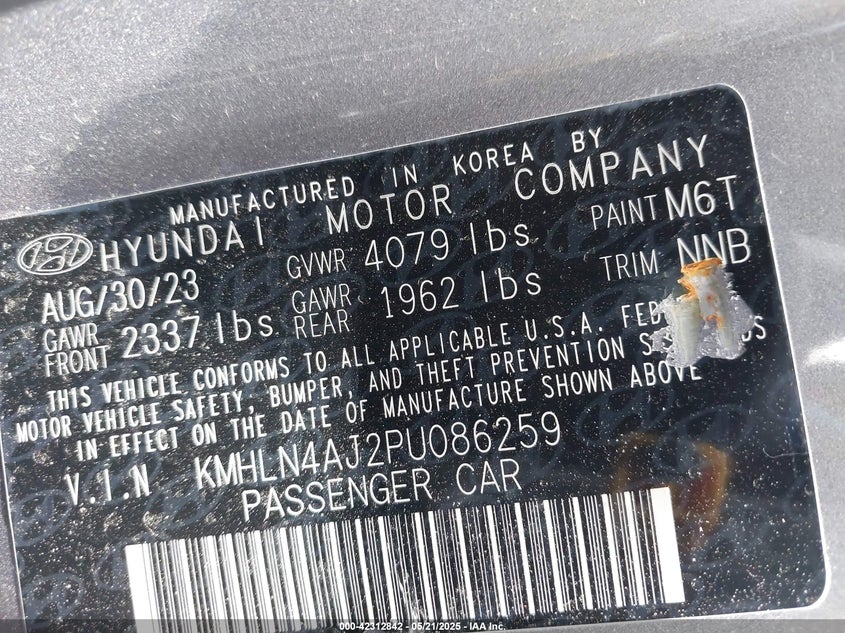 MANUFACTURED IN KOREA BY
HYUNDAI MOTOR COMPANY
AUG/30/23 GVWR 4079 lbs PAINT M6T
GAWR FRONT 2337 lbs GAWR REAR 1962 lbs TRIM NNB
THIS VEHICLE CONFORMS TO ALL APPLICABLE U.S.A.
MOTOR VEHICLE SAFETY, BUMPER, AND THEFT PREVENTION
IN EFFECT ON THE DATE OF MANUFACTURE SHOWN ABOVE
V.I.N KMHLN4AJ2PU086259
PASSENGER CAR
000-42312842 - 05/21/2025 - IAA Inc.